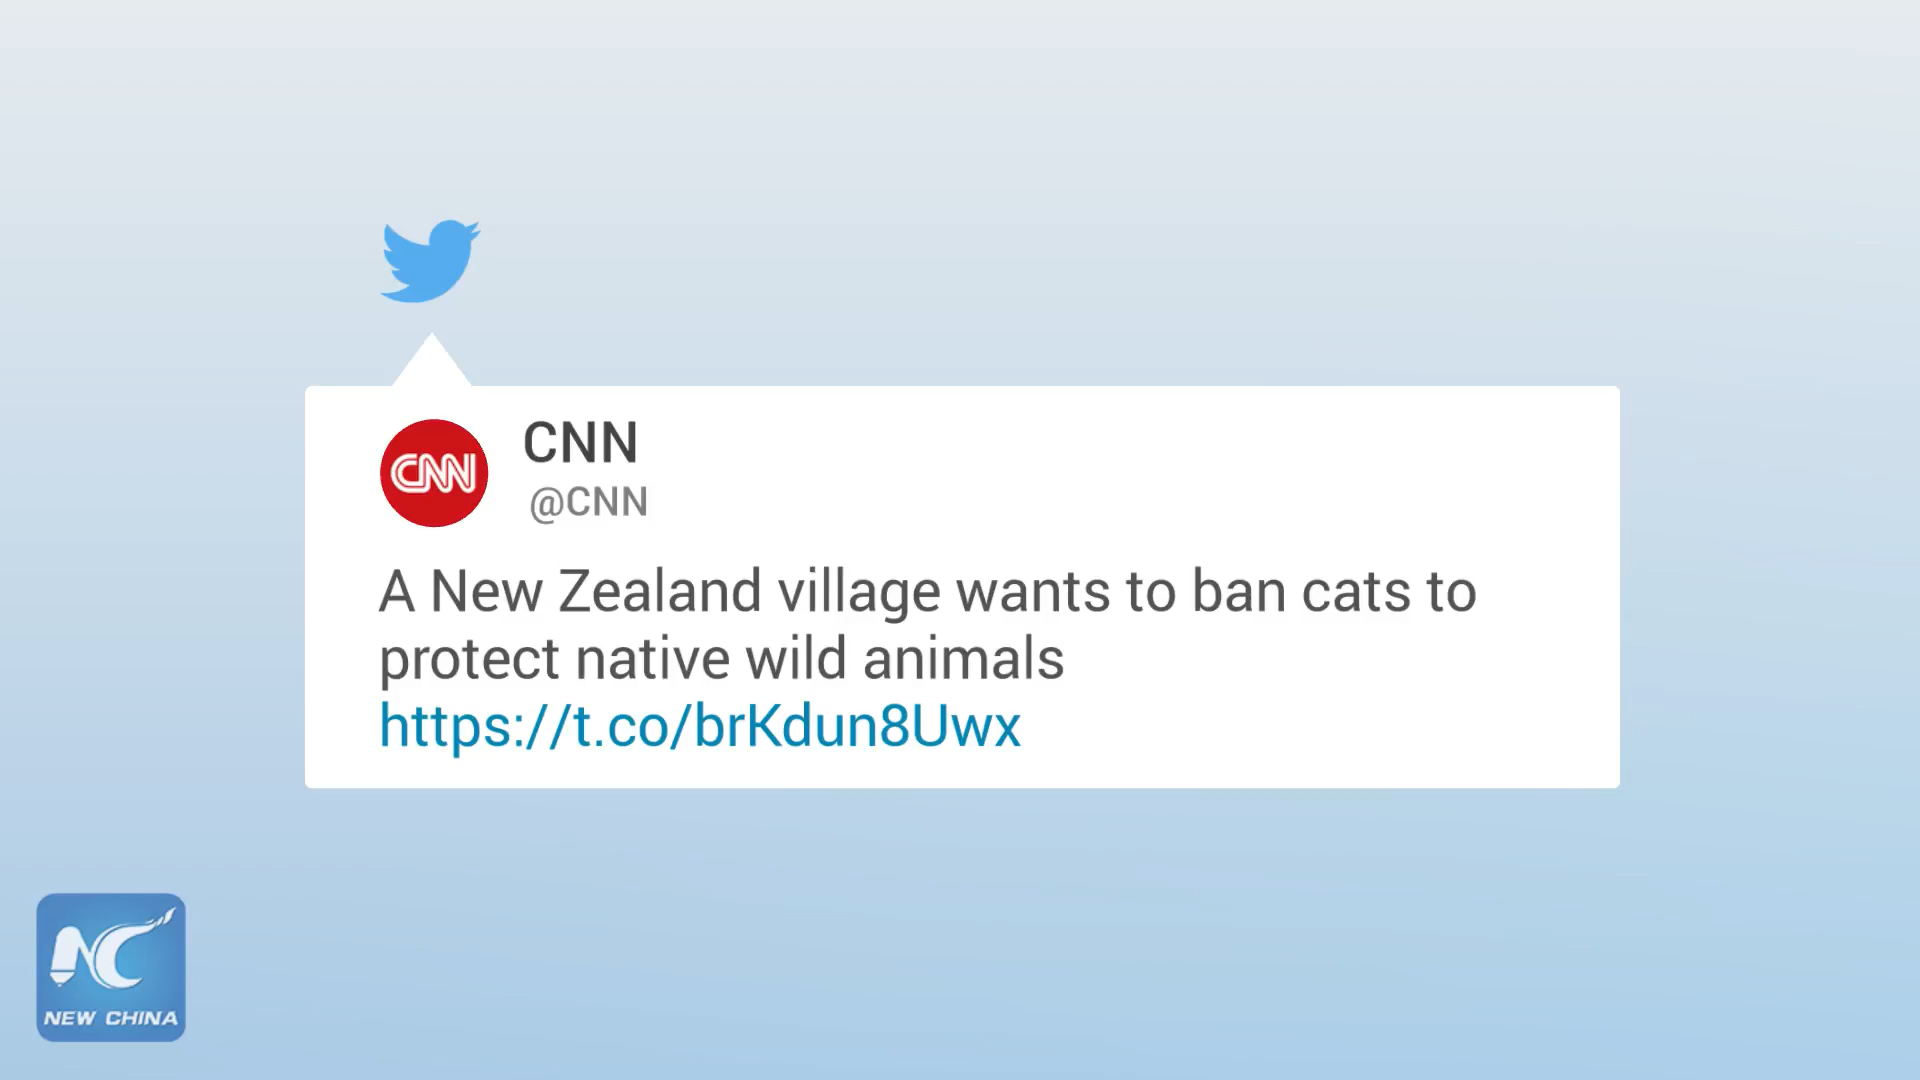 CNN
CNN
@CNN
A New Zealand village wants to ban cats to
protect native wild animals
https://t.co/brKdun8Uwx
NC
NEW CHINA